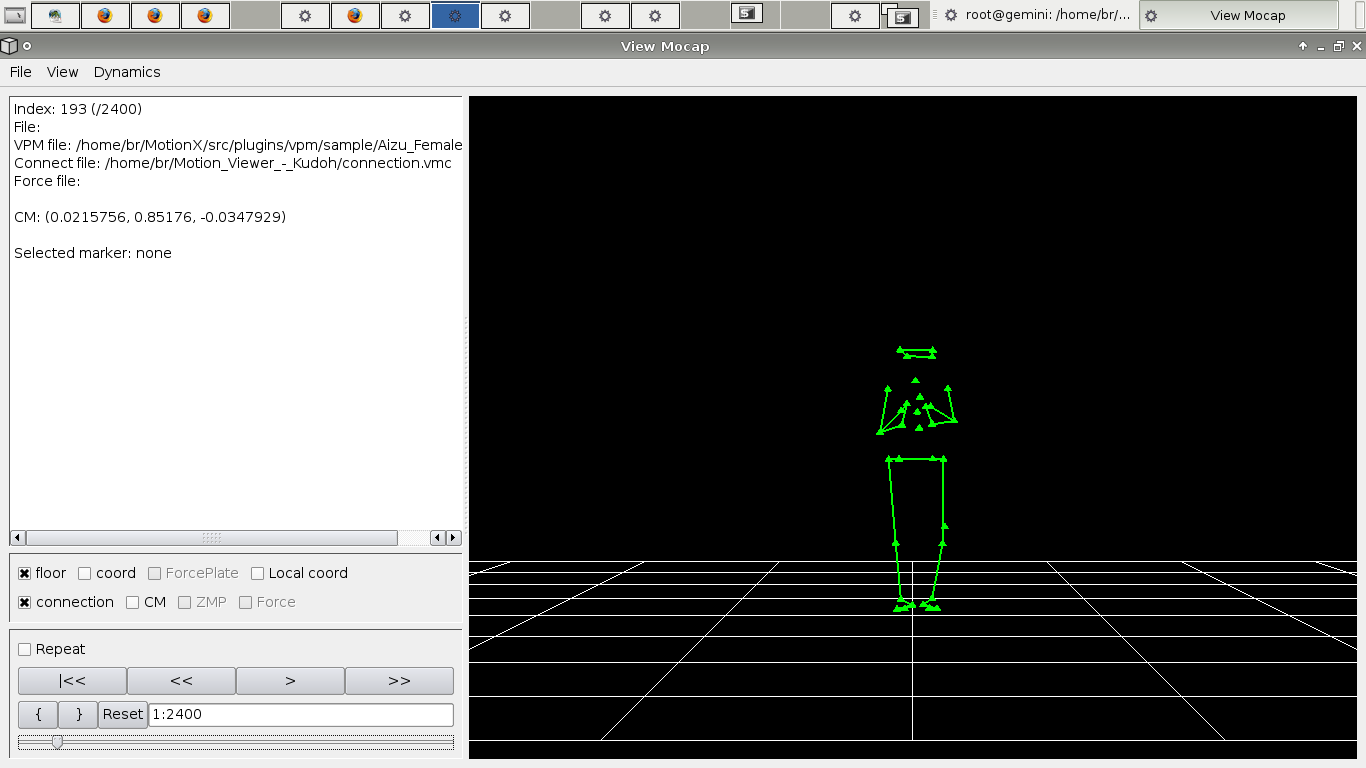 root@gemini: /home/br/...
View Mocap
View Mocap
File View Dynamics
Index: 193 (/2400)
File:
VPM file: /home/br/MotionX/src/plugins/vpm/sample/Aizu_Female
Connect file: /home/br/Motion_Viewer_-_Kudoh/connection.vmc
Force file:
CM: (0.0215756, 0.85176, -0.0347929)
Selected marker: none
floor coord ForcePlate Local coord
connection CM ZMP Force
Repeat
|<< << > >>
{ } Reset 1:2400